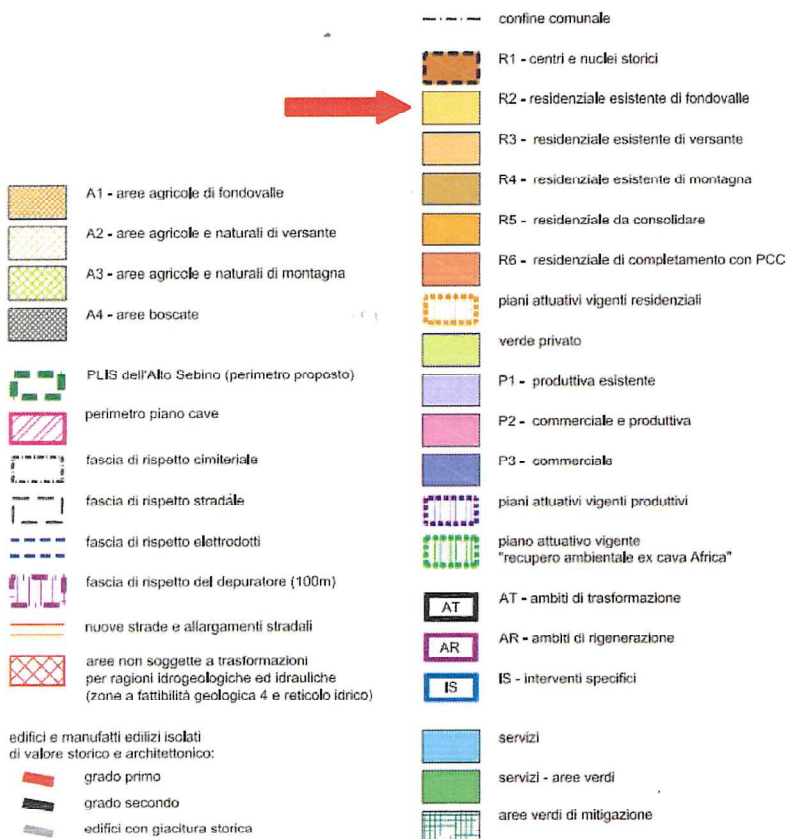 A1 - aree agricole di fondovalle
A2 - aree agricole e naturali di versante
A3 - aree agricole e naturali di montagna
A4 - aree boscate
PLIS dell'Alto Sebino (perimetro proposto)
perimetro piano cave
fascia di rispetto cimiteriale
fascia di rispetto stradale
fascia di rispetto elettrodotti
fascia di rispetto del depuratore (100m)
nuove strade e allargamenti stradali
aree non soggette a trasformazioni
per ragioni idrogeologiche ed idrauliche
(zone a fattibilità geologica 4 e reticolo idrico)
edifici e manufatti edilizi isolati
di valore storico e architettonico:
grado primo
grado secondo
edifici con giacitura storica
confine comunale
R1 - centri e nuclei storici
R2 - residenziale esistente di fondovalle
R3 - residenziale esistente di versante
R4 - residenziale esistente di montagna
R5 - residenziale da consolidare
R6 - residenziale di completamento con PCC
piani attuativi vigenti residenziali
verde privato
P1 - produttiva esistente
P2 - commerciale e produttiva
P3 - commerciale
piani attuativi vigenti produttivi
piano attuativo vigente
"recupero ambientale ex cava Africa"
AT AT - ambiti di trasformazione
AR AR - ambiti di rigenerazione
IS IS - interventi specifici
servizi
servizi - aree verdi
aree verdi di mitigazione